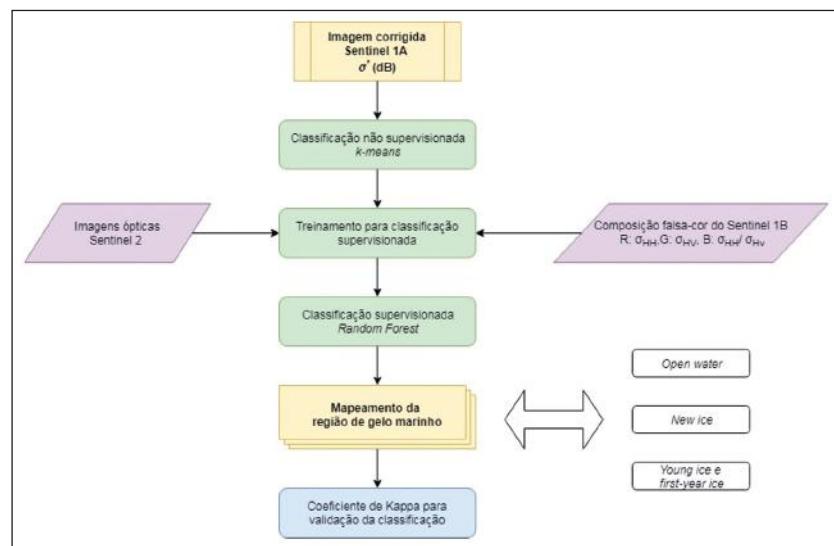 Imagem corrigida
Sentinel 1A
σ° (dB)
Classificação não supervisionada
k-means
Imagens ópticas
Sentinel 2
Treinamento para classificação
supervisionada
Composição falsa-cor do Sentinel 1B
R: σHH,G: σHV, B: σHH/ σHv
Classificação supervisionada
Random Forest
Mapeamento da
região de gelo marinho
Open water
New ice
Young ice e
first-year ice
Coeficiente de Kappa para
validação da classificação